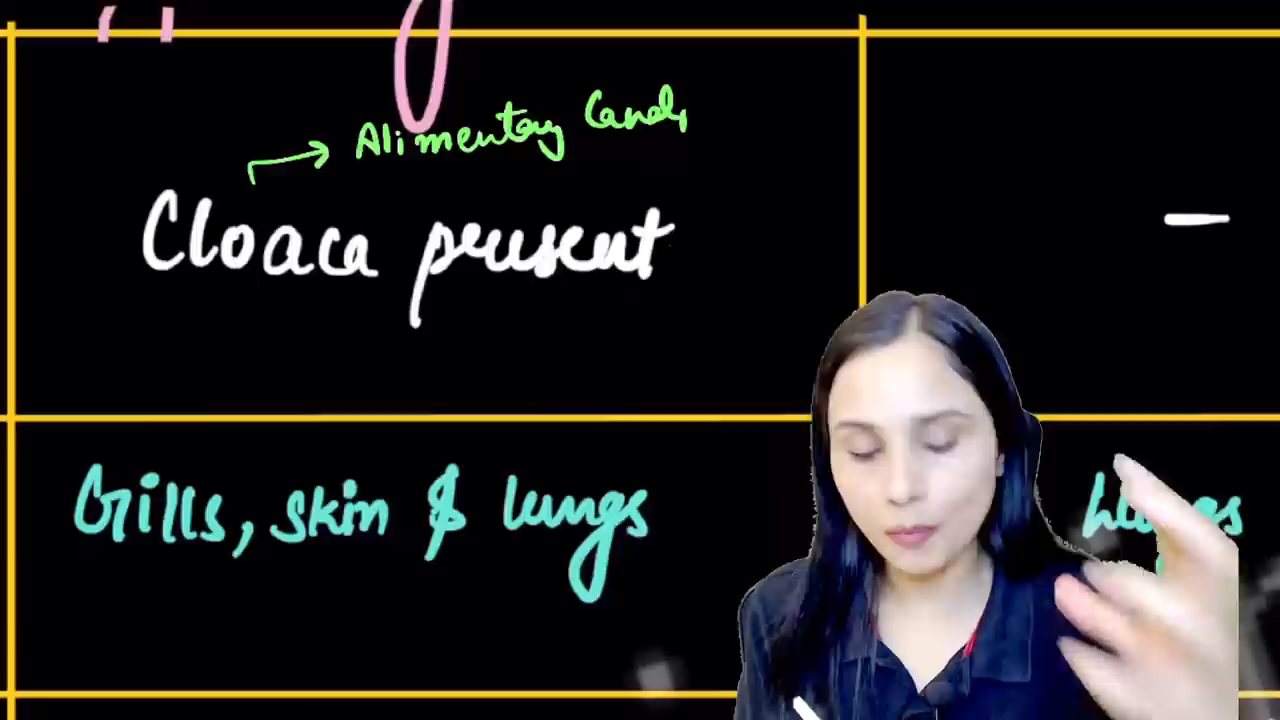 Alimentary Canal,
Cloaca present
–
Gills, skin & lungs